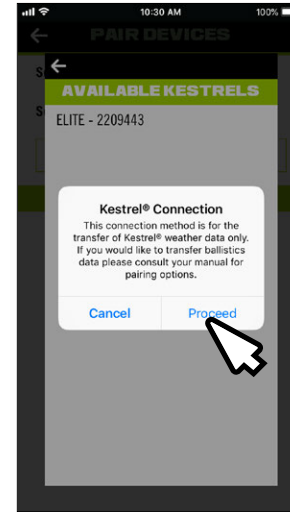 10:30 AM
100%
PAIR DEVICES
S
S
AVAILABLE KESTRELS
ELITE - 2209443
Kestrel® Connection
This connection method is for the
transfer of Kestrel® weather data only.
If you would like to transfer ballistics
data please consult your manual for
pairing options.
Cancel Proceed